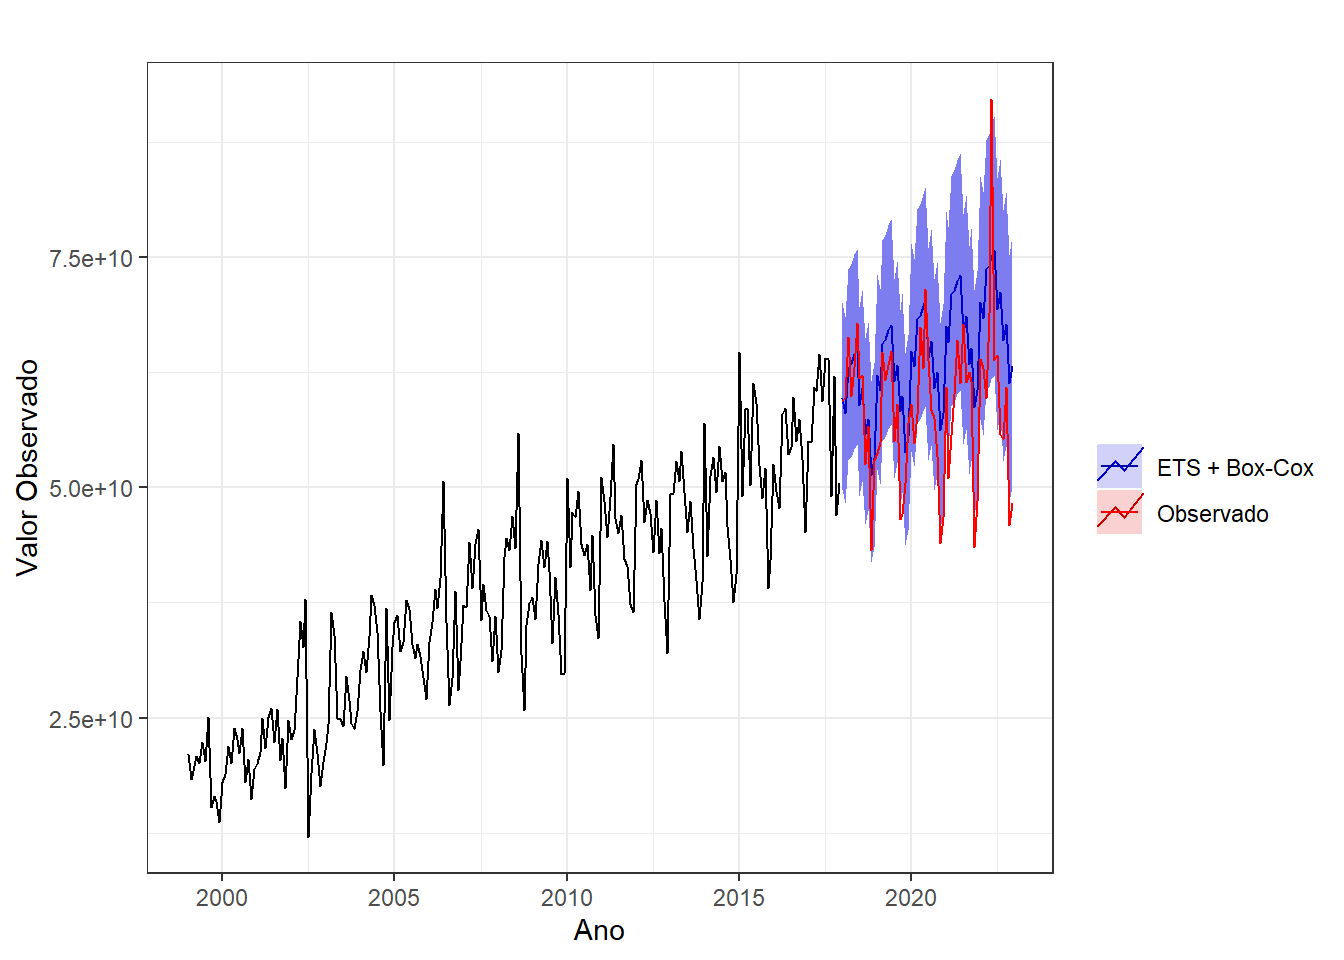 Valor Observado
7.5e+10
5.0e+10
2.5e+10
2000
2005
2010
2015
2020
Ano
ETS + Box-Cox
Observado